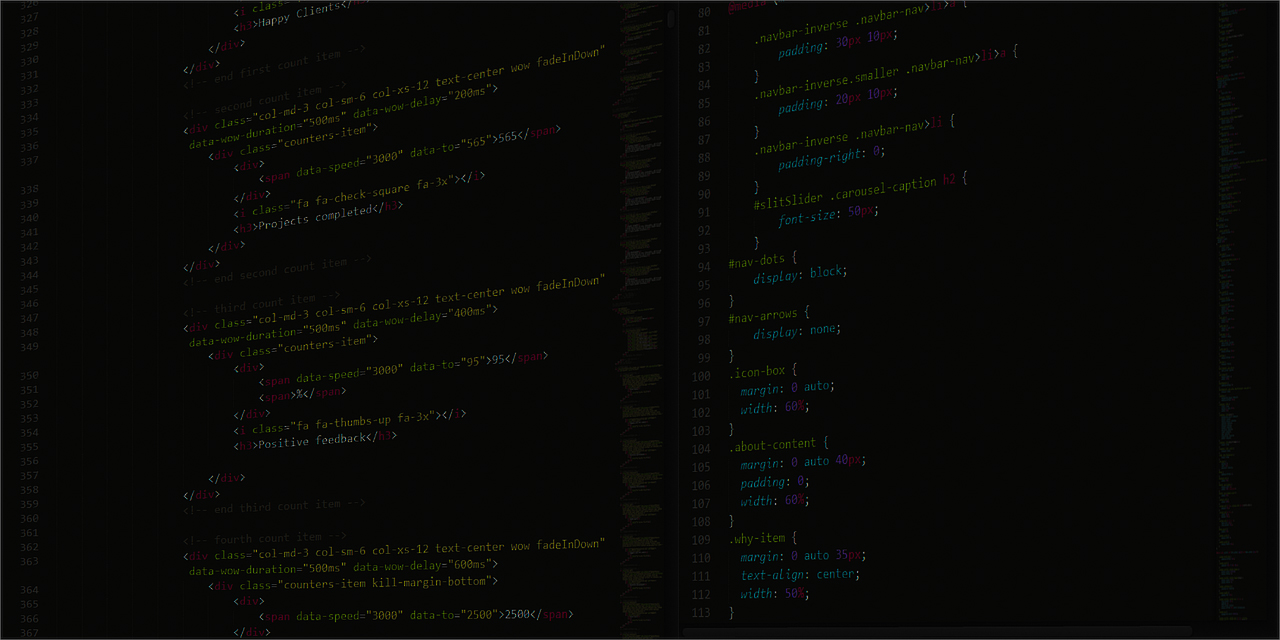 326
<i class=
327
<h3>Happy Clients</h
328
</div>
329
</div>
330
<!-- end first count item -->
331
332
<!-- second count item -->
333
<div class="col-md-3 col-sm-6 col-xs-12 text-center wow fadeInDown"
334
data-wow-duration="500ms" data-wow-delay="200ms">
335
<div class="counters-item">
336
<div>
337
<span data-speed="3000" data-to="565">565</span>
338
</div>
339
<i class="fa fa-check-square fa-3x"></i>
340
<h3>Projects completed</h3>
341
342
</div>
343
</div>
344
<!-- end second count item -->
345
346
<!-- third count item -->
347
<div class="col-md-3 col-sm-6 col-xs-12 text-center wow fadeInDown"
348
data-wow-duration="500ms" data-wow-delay="400ms">
349
<div class="counters-item">
<div>
350
<span data-speed="3000" data-to="95">95</span>
351
<span>%</span>
352
</div>
353
<i class="fa fa-thumbs-up fa-3x"></i>
354
<h3>Positive feedback</h3>
355
356
357
</div>
358
</div>
359
<!-- end third count item -->
360
361
<!-- fourth count item -->
362
<div class="col-md-3 col-sm-6 col-xs-12 text-center wow fadeInDown"
363
data-wow-duration="500ms" data-wow-delay="600ms">
<div class="counters-item kill-margin-bottom">
364
<div>
365
366
<span data-speed="3000" data-to="2500">2500</span>
367
</div>
80
@media {
81
.navbar-inverse .navbar-nav>li>a {
82
padding: 30px 10px;
83
}
84
.navbar-inverse.smaller .navbar-nav>li>a {
85
padding: 20px 10px;
86
}
87
.navbar-inverse .navbar-nav>li {
88
padding-right: 0;
89
}
90
#slitSlider .carousel-caption h2 {
91
font-size: 50px;
92
}
93
94
#nav-dots {
95
display: block;
96
}
97
#nav-arrows {
98
display: none;
99
}
100
.icon-box {
101
margin: 0 auto;
102
width: 60%;
103
}
104
.about-content {
105
margin: 0 auto 40px;
106
padding: 0;
107
width: 60%;
108
}
109
.why-item {
110
margin: 0 auto 35px;
111
text-align: center;
112
width: 50%;
113
}